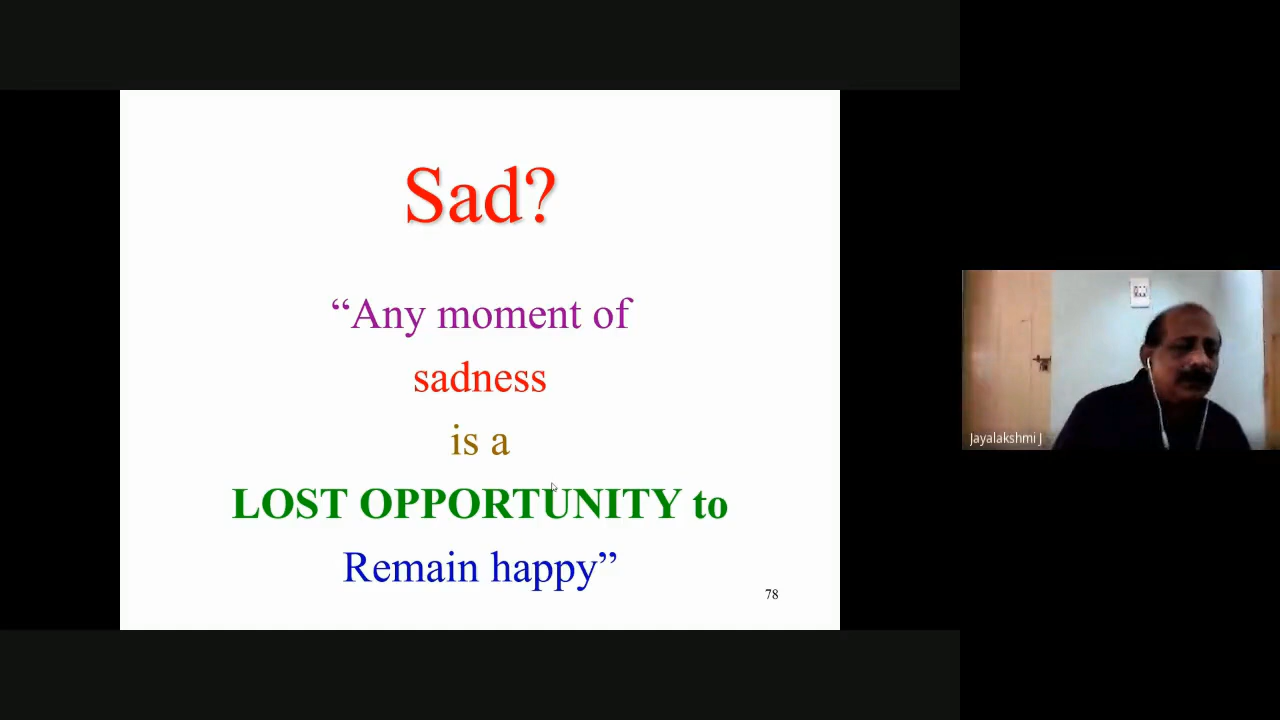 Sad?
“Any moment of
sadness
is a
LOST OPPORTUNITY to
Remain happy”
78
Jayalakshmi J